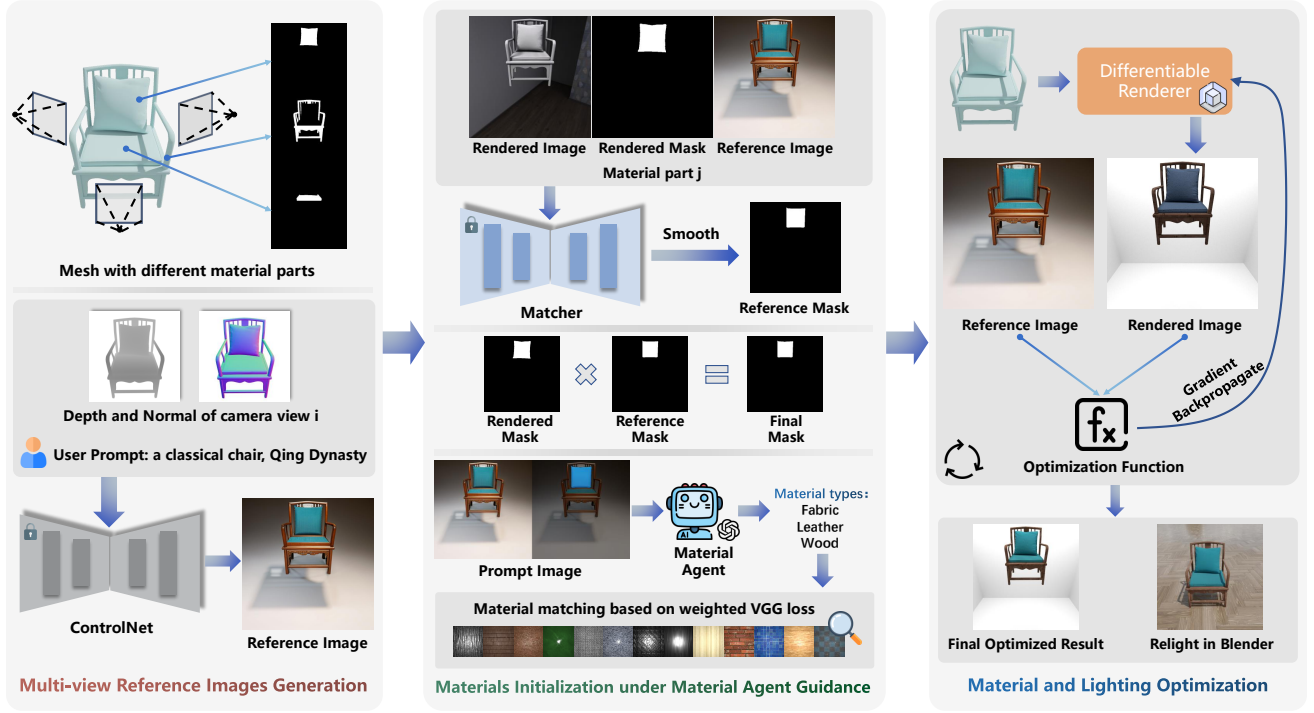 Mesh with different material parts
Depth and Normal of camera view i
User Prompt: a classical chair, Qing Dynasty
ControlNet
Reference Image
Multi-view Reference Images Generation
Rendered Image
Rendered Mask
Reference Image
Material part j
Matcher
Smooth
Reference Mask
Rendered
Mask
Reference
Mask
Final
Mask
Prompt Image
AI
Material
Agent
Material types:
Fabric
Leather
Wood
Material matching based on weighted VGG loss
Materials Initialization under Material Agent Guidance
Differentiable
Renderer
Reference Image
Rendered Image
Gradient
Backpropagate
fx
Optimization Function
Final Optimized Result
Relight in Blender
Material and Lighting Optimization